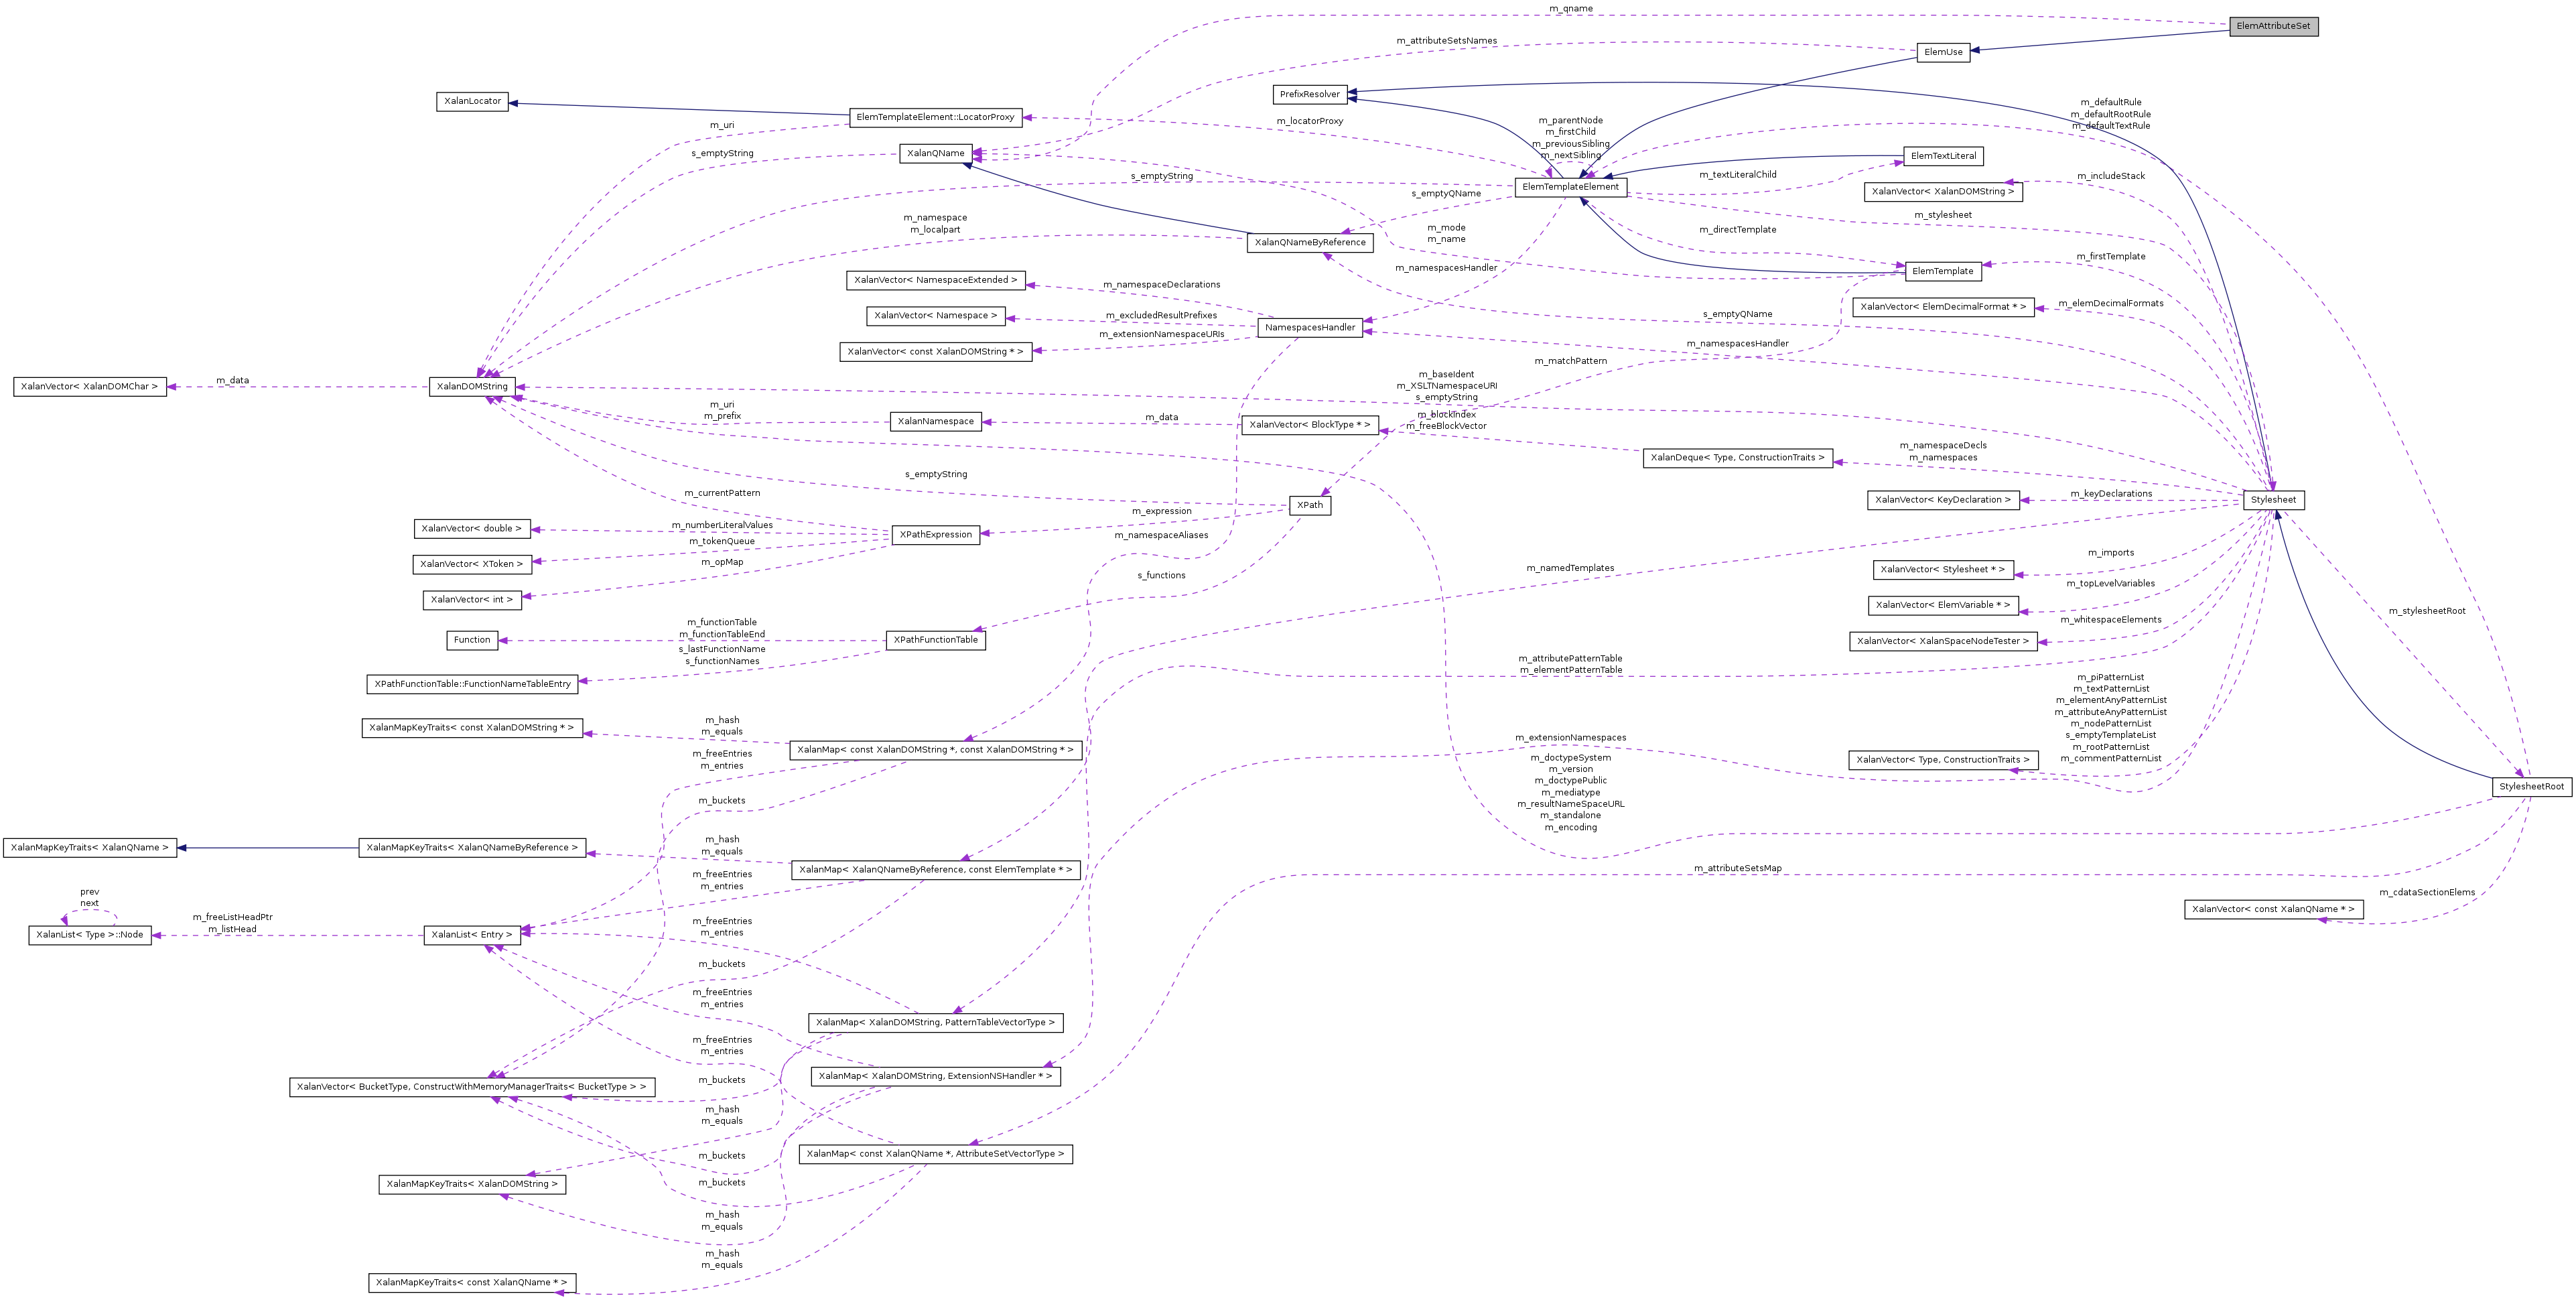 m_qname
ElemAttributeSet
m_attributeSetsNames
ElemUse
XalanLocator
PrefixResolver
m_defaultRule
m_defaultRootRule
m_defaultTextRule
ElemTemplateElement::LocatorProxy
m_uri
m_locatorProxy
m_parentNode
m_firstChild
m_previousSibling
m_nextSibling
XalanQName
s_emptyString
ElemTextLiteral
s_emptyString
ElemTemplateElement
m_textLiteralChild
m_includeStack
XalanVector< XalanDOMString >
s_emptyQName
m_stylesheet
m_namespace
m_localpart
m_mode
m_name
m_directTemplate
XalanQNameByReference
m_namespacesHandler
m_firstTemplate
ElemTemplate
XalanVector< NamespaceExtended >
m_namespaceDeclarations
XalanVector< Namespace >
m_excludedResultPrefixes
XalanVector< ElemDecimalFormat * >
m_elemDecimalFormats
s_emptyQName
NamespacesHandler
m_extensionNamespaceURIs
XalanVector< const XalanDOMString * >
m_namespacesHandler
m_matchPattern
XalanVector< XalanDOMChar >
m_data
XalanDOMString
m_baseIdent
m_XSLTNamespaceURI
s_emptyString
m_uri
m_prefix
XalanNamespace
m_data
XalanVector< BlockType * >
m_blockIndex
m_freeBlockVector
XalanDeque< Type, ConstructionTraits >
m_namespaceDecls
m_namespaces
s_emptyString
m_currentPattern
XPath
XalanVector< KeyDeclaration >
m_keyDeclarations
Stylesheet
m_expression
XalanVector< double >
m_numberLiteralValues
XPathExpression
m_namespaceAliases
m_tokenQueue
XalanVector< XToken >
m_opMap
XalanVector< int >
m_imports
XalanVector< Stylesheet * >
s_functions
m_namedTemplates
m_topLevelVariables
XalanVector< ElemVariable * >
m_stylesheetRoot
m_whitespaceElements
XalanVector< XalanSpaceNodeTester >
Function
m_functionTable
m_functionTableEnd
XPathFunctionTable
s_lastFunctionName
s_functionNames
XPathFunctionTable::FunctionNameTableEntry
m_attributePatternTable
m_elementPatternTable
m_piPatternList
m_textPatternList
m_elementAnyPatternList
m_attributeAnyPatternList
m_nodePatternList
s_emptyTemplateList
m_rootPatternList
m_commentPatternList
XalanMapKeyTraits< const XalanDOMString * >
m_hash
m_equals
XalanMap< const XalanDOMString *, const XalanDOMString * >
m_extensionNamespaces
XalanVector< Type, ConstructionTraits >
m_freeEntries
m_entries
m_doctypeSystem
m_version
m_doctypePublic
m_mediatype
m_resultNameSpaceURL
m_standalone
m_encoding
StylesheetRoot
m_buckets
XalanMapKeyTraits< XalanQName >
XalanMapKeyTraits< XalanQNameByReference >
m_hash
m_equals
XalanMap< XalanQNameByReference, const ElemTemplate * >
m_attributeSetsMap
m_freeEntries
m_entries
m_cdataSectionElems
XalanVector< const XalanQName * >
prev
next
XalanList< Type >::Node
m_freeListHeadPtr
m_listHead
XalanList< Entry >
m_freeEntries
m_entries
m_buckets
m_freeEntries
m_entries
XalanMap< XalanDOMString, PatternTableVectorType >
m_freeEntries
m_entries
XalanMap< XalanDOMString, ExtensionNSHandler * >
XalanVector< BucketType, ConstructWithMemoryManagerTraits< BucketType > >
m_buckets
m_hash
m_equals
XalanMap< const XalanQName *, AttributeSetVectorType >
m_buckets
XalanMapKeyTraits< XalanDOMString >
m_buckets
m_hash
m_equals
m_hash
m_equals
XalanMapKeyTraits< const XalanQName * >